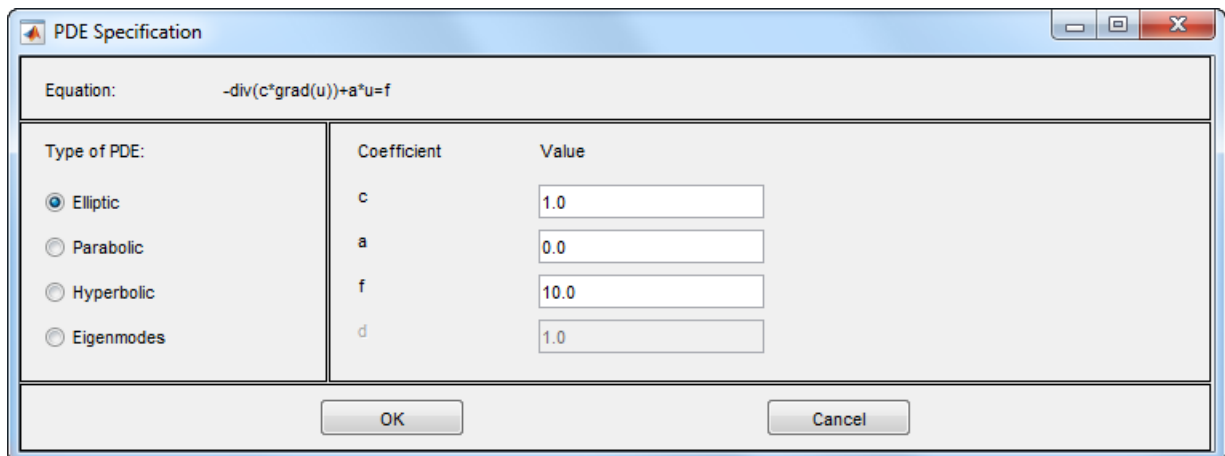 PDE Specification
Equation: -div(c*grad(u))+a*u=f
Type of PDE:
Elliptic
Parabolic
Hyperbolic
Eigenmodes
Coefficient Value
c 1.0
a 0.0
f 10.0
d 1.0
OK Cancel